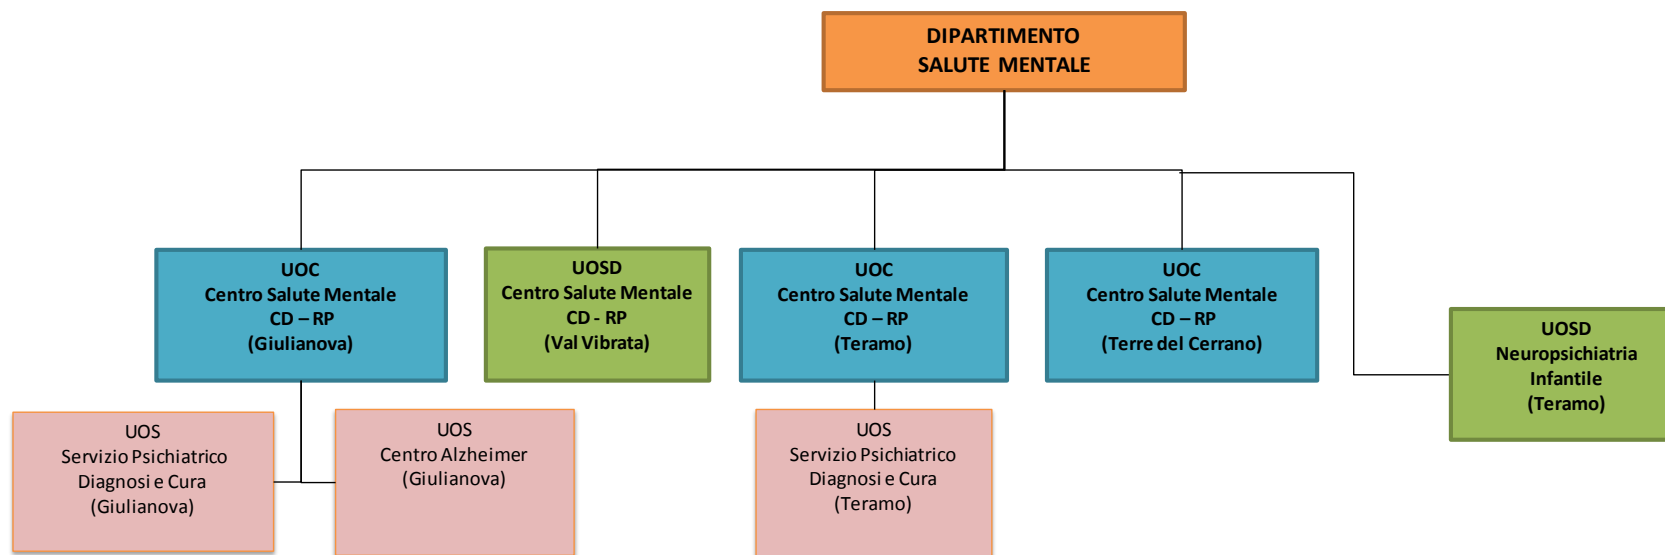 DIPARTIMENTO
SALUTE MENTALE
UOC
Centro Salute Mentale
CD – RP
(Giulianova)
UOSD
Centro Salute Mentale
CD - RP
(Val Vibrata)
UOC
Centro Salute Mentale
CD – RP
(Teramo)
UOC
Centro Salute Mentale
CD – RP
(Terre del Cerrano)
UOSD
Neuropsichiatria
Infantile
(Teramo)
UOS
Servizio Psichiatrico
Diagnosi e Cura
(Giulianova)
UOS
Centro Alzheimer
(Giulianova)
UOS
Servizio Psichiatrico
Diagnosi e Cura
(Teramo)